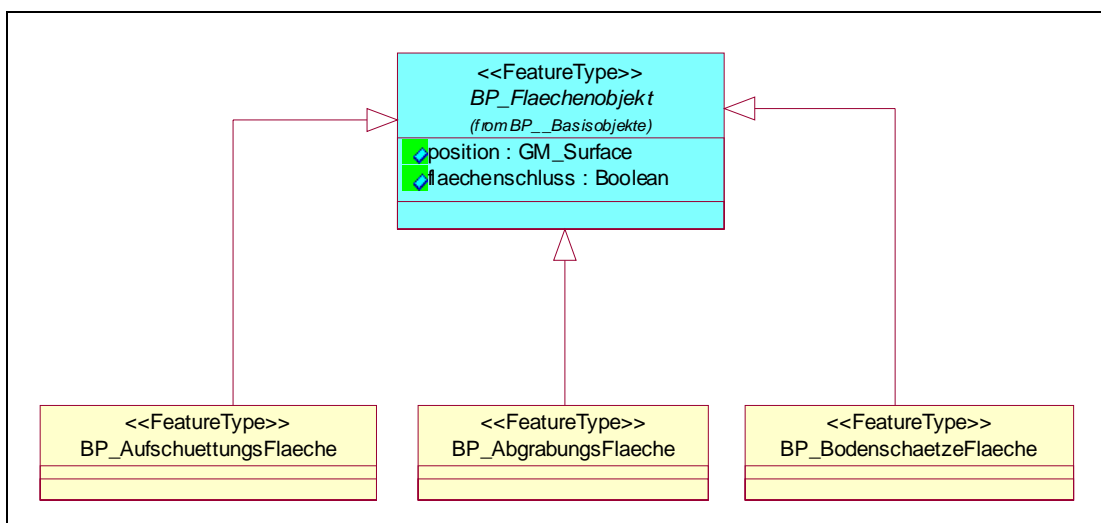 <<FeatureType>>
BP_Flaechenobjekt
(from BP__Basisobjekte)
position : GM_Surface
flaechenschluss : Boolean
<<FeatureType>>
BP_AufschuettungsFlaeche
<<FeatureType>>
BP_AbgrabungsFlaeche
<<FeatureType>>
BP_BodenschaetzeFlaeche